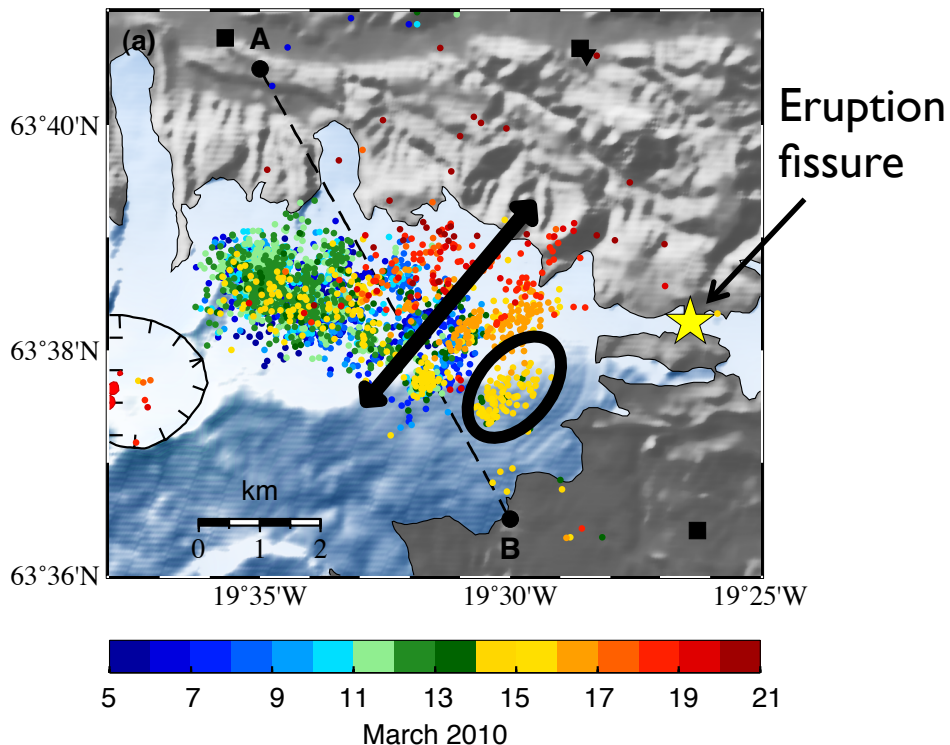 (a)
A
Eruption
fissure
63°40'N
63°38'N
km
0 1 2
B
63°36'N
19°35'W 19°30'W 19°25'W
5 7 9 11 13 15 17 19 21
March 2010